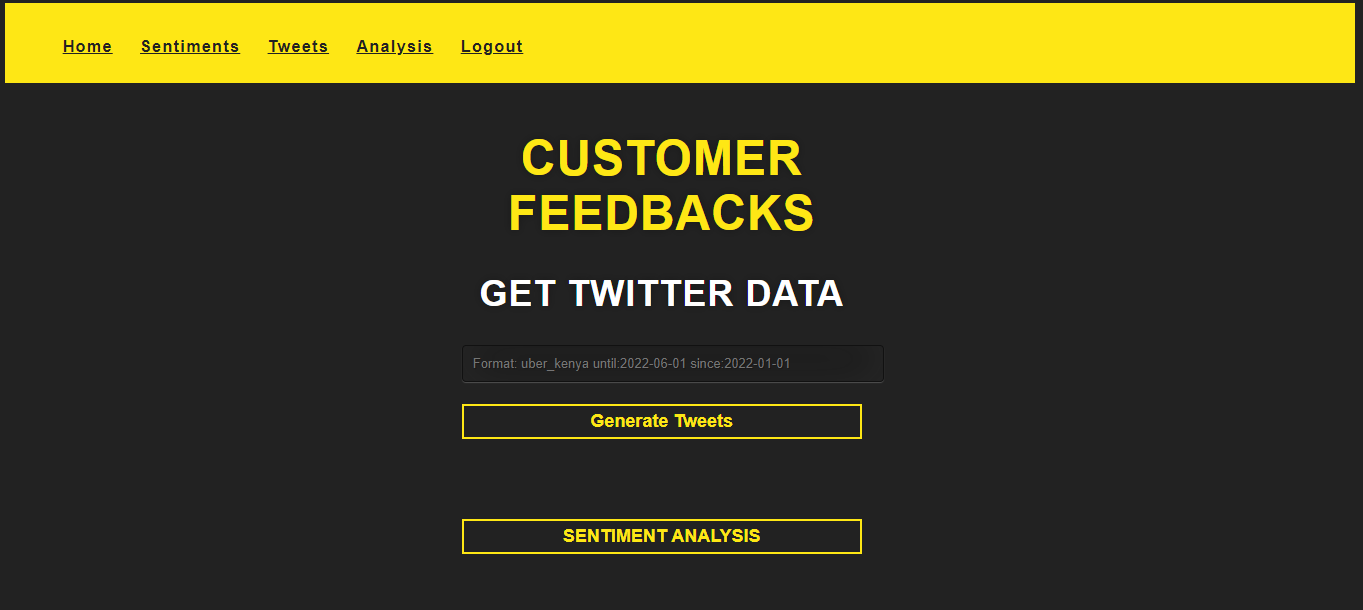 Home Sentiments Tweets Analysis Logout
CUSTOMER
FEEDBACKS
GET TWITTER DATA
Format: uber_kenya until:2022-06-01 since:2022-01-01
Generate Tweets
SENTIMENT ANALYSIS